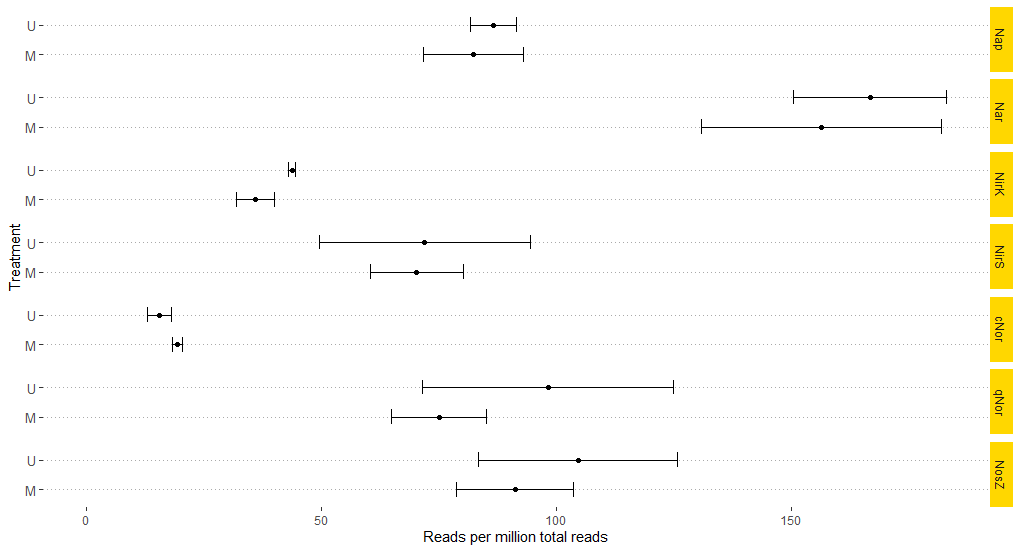 U
Nap
M
U
Nar
M
U
NirK
M
Treatment
U
NirS
M
U
cNor
M
U
qNor
M
U
NosZ
M
0 50 100 150
Reads per million total reads